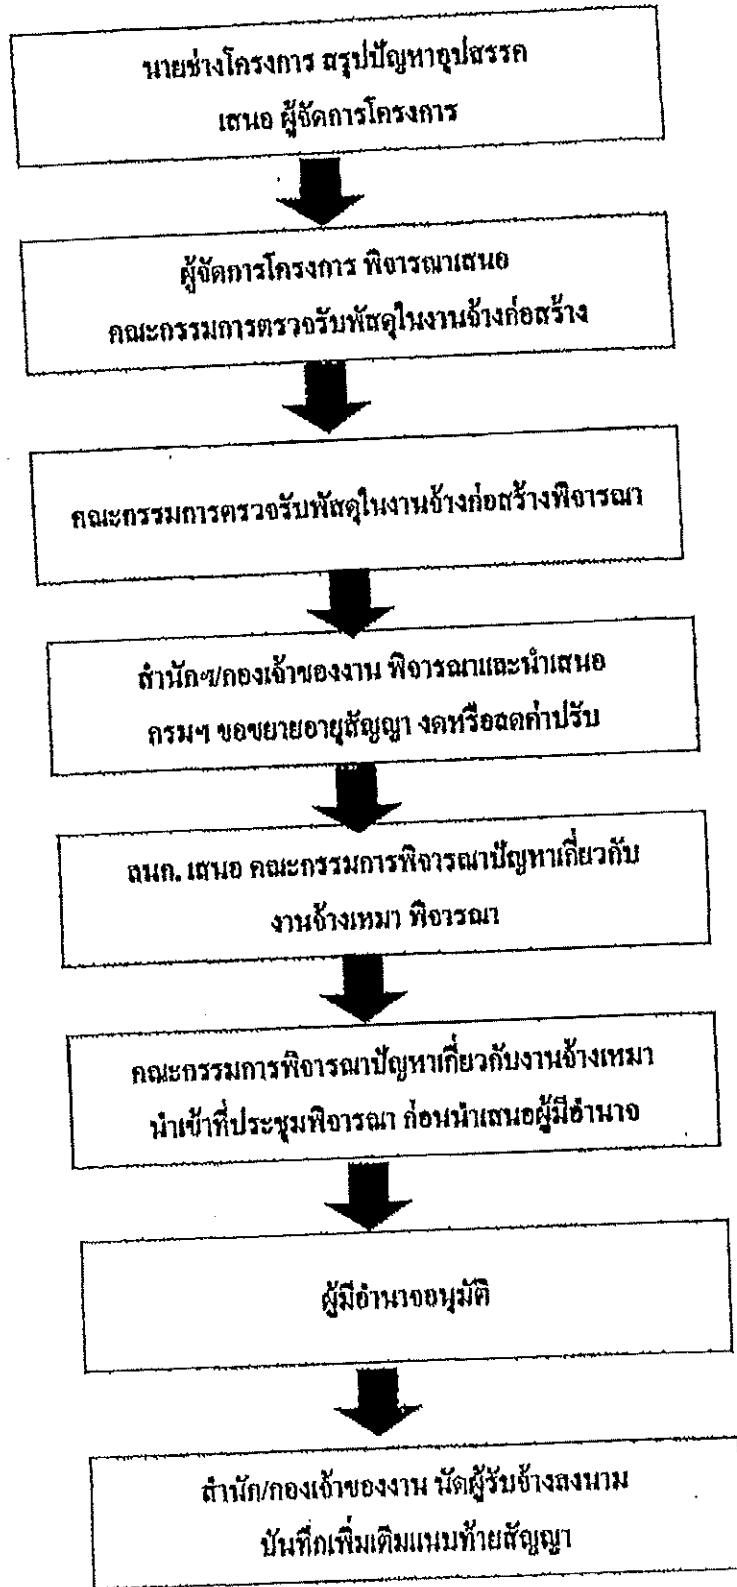 นายช่างโครงการ สรุปปัญหาอุปสรรค
เสนอ ผู้จัดการโครงการ
ผู้จัดการโครงการ พิจารณาเสนอ
คณะกรรมการตรวจรับพัสดุในงานจ้างก่อสร้าง
คณะกรรมการตรวจรับพัสดุในงานจ้างก่อสร้างพิจารณา
สำนักฯ/กองเจ้าของงาน พิจารณาและนำเสนอ
กรมฯ ขอขยายอายุสัญญา งดหรือลดค่าปรับ
ลนก. เสนอ คณะกรรมการพิจารณาปัญหาเกี่ยวกับ
งานจ้างเหมา พิจารณา
คณะกรรมการพิจารณาปัญหาเกี่ยวกับงานจ้างเหมา
นำเข้าที่ประชุมพิจารณา ก่อนนำเสนอผู้มีอำนาจ
ผู้มีอำนาจอนุมัติ
สำนัก/กองเจ้าของงาน นัดผู้รับจ้างลงนาม
บันทึกเพิ่มเติมแนบท้ายสัญญา